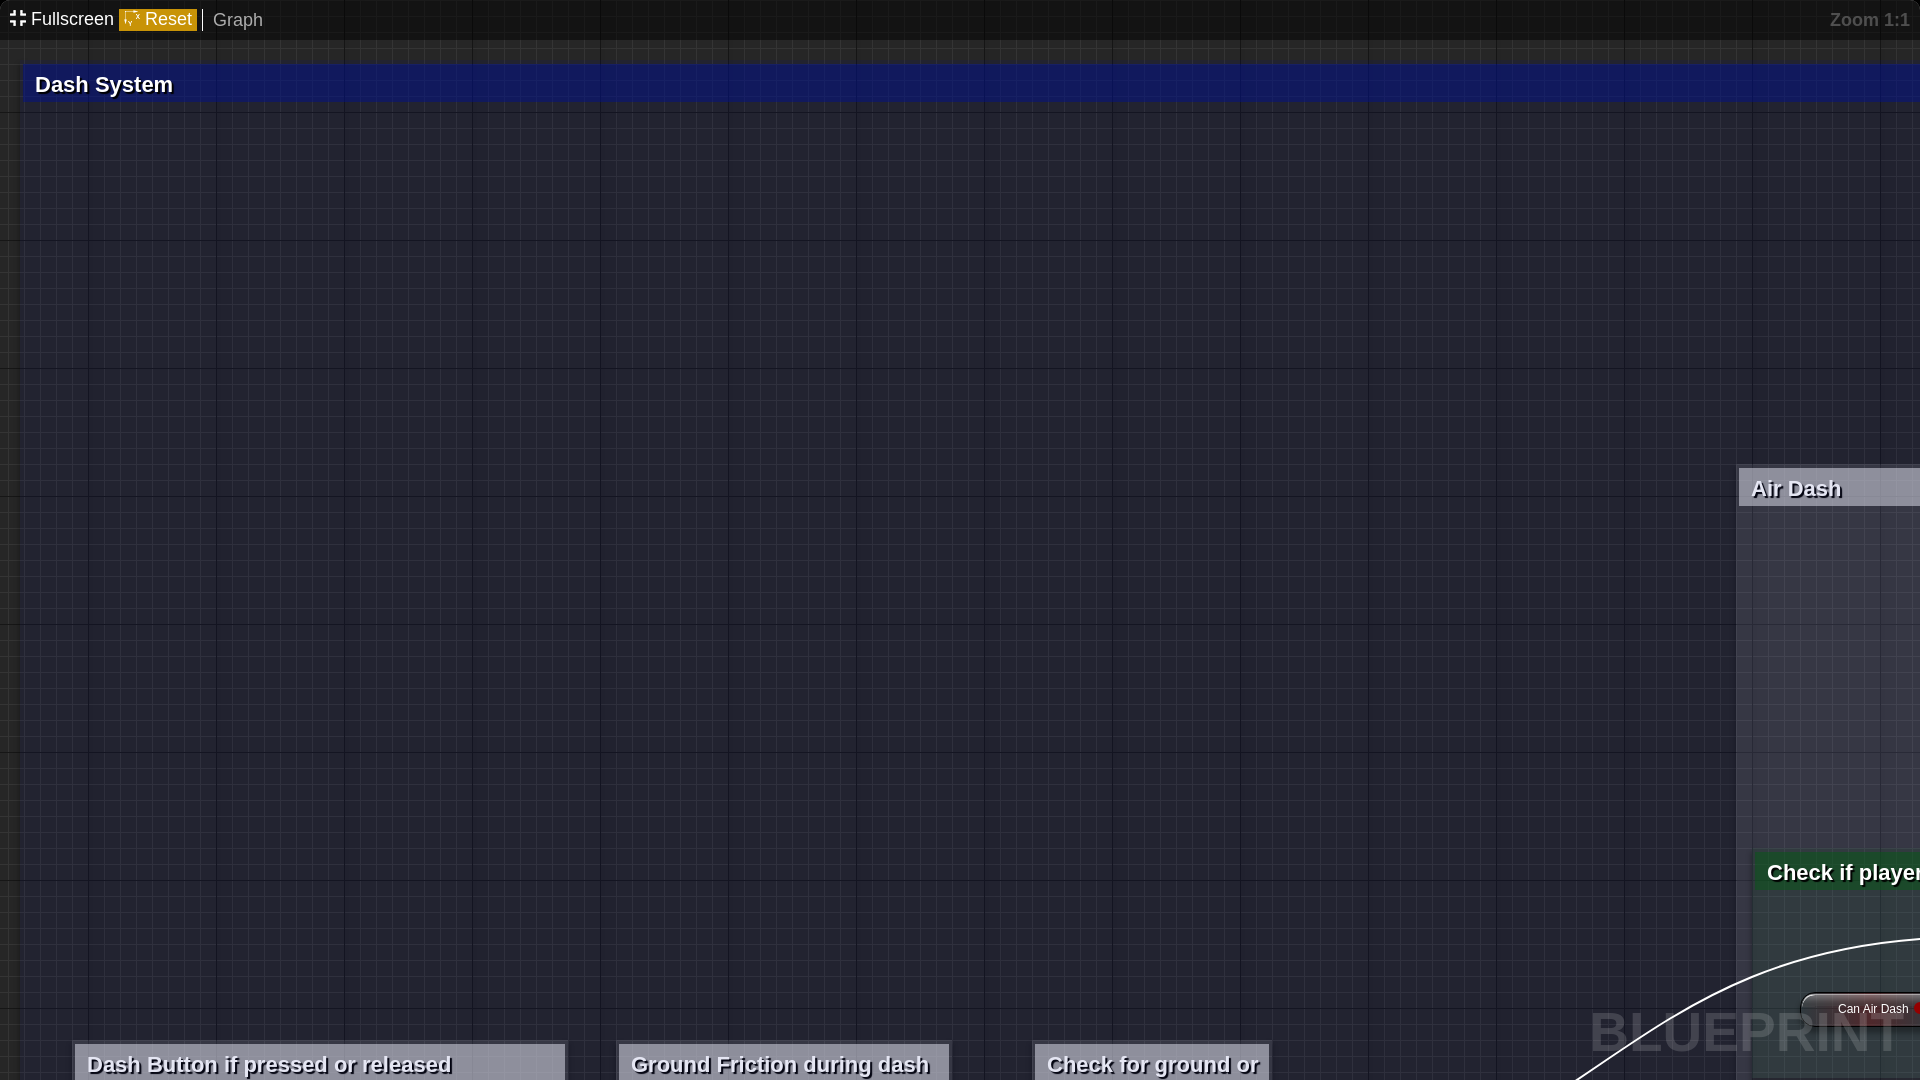 Fullscreen Reset Graph Zoom 1:1
Dash System
Air Dash
Check if player
Can Air Dash
BLUEPRINT
Dash Button if pressed or released
Ground Friction during dash
Check for ground or